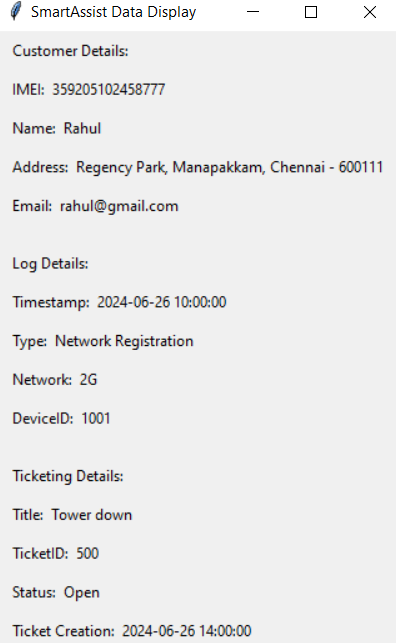 SmartAssist Data Display
Customer Details:
IMEI: 359205102458777
Name: Rahul
Address: Regency Park, Manapakkam, Chennai - 600111
Email: rahul@gmail.com
Log Details:
Timestamp: 2024-06-26 10:00:00
Type: Network Registration
Network: 2G
DeviceID: 1001
Ticketing Details:
Title: Tower down
TicketID: 500
Status: Open
Ticket Creation: 2024-06-26 14:00:00